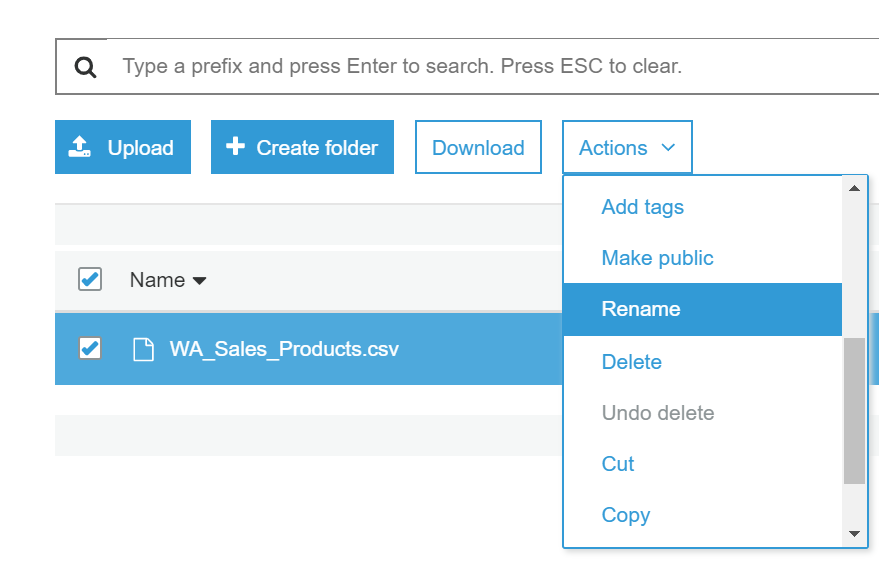 Type a prefix and press Enter to search. Press ESC to clear.
Upload
Create folder
Download
Actions
Add tags
Make public
Name
Rename
WA_Sales_Products.csv
Delete
Undo delete
Cut
Copy